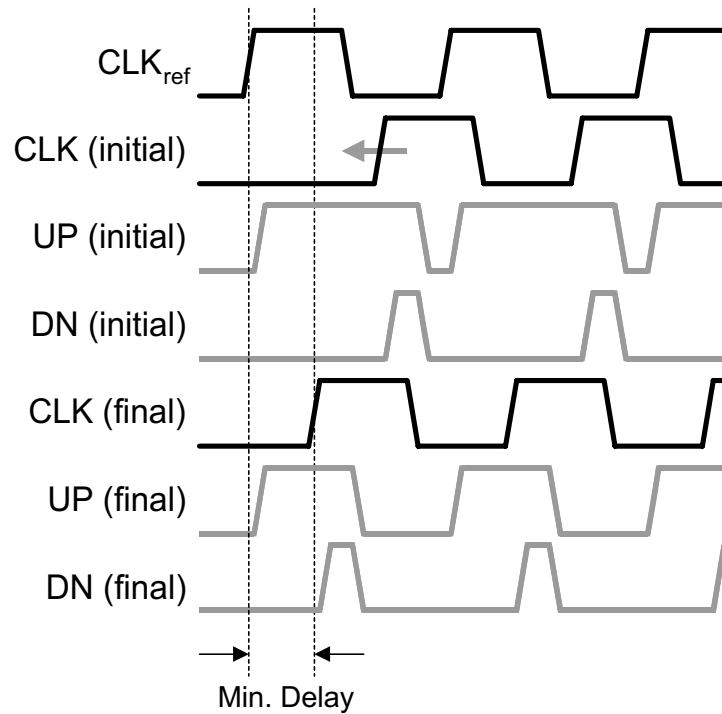 CLKref
CLK (initial)
UP (initial)
DN (initial)
CLK (final)
UP (final)
DN (final)
Min. Delay